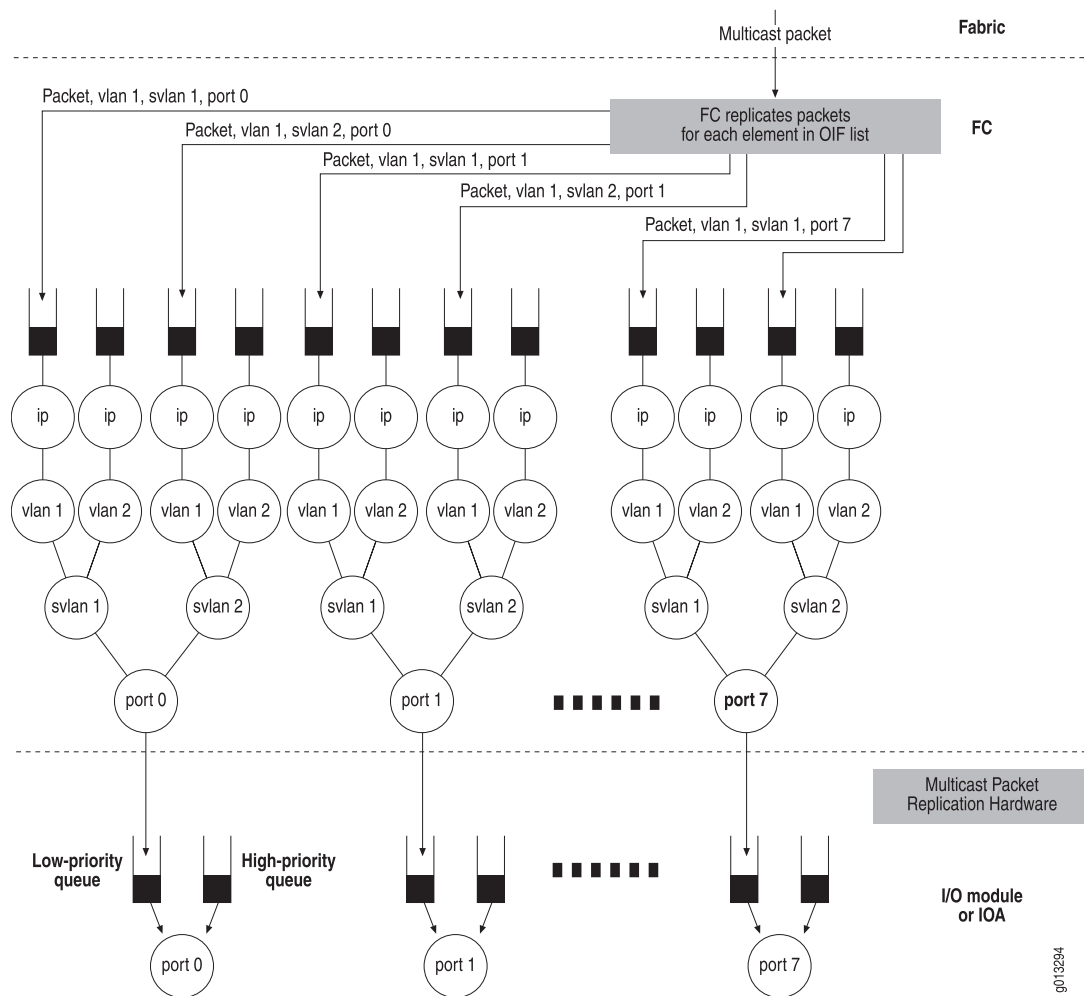 Multicast packet
Fabric
Packet, vlan 1, svlan 1, port 0
FC replicates packets
for each element in OIF list
FC
Packet, vlan 1, svlan 2, port 0
Packet, vlan 1, svlan 1, port 1
Packet, vlan 1, svlan 2, port 1
Packet, vlan 1, svlan 1, port 7
ip ip ip ip ip ip ip ip ip ip ip ip
vlan 1 vlan 2 vlan 1 vlan 2 vlan 1 vlan 2 vlan 1 vlan 2 vlan 1 vlan 2 vlan 1 vlan 2
svlan 1 svlan 2 svlan 1 svlan 2 svlan 1 svlan 2
port 0 port 1 port 7
Multicast Packet
Replication Hardware
Low-priority
queue
High-priority
queue
I/O module
or IOA
port 0 port 1 port 7
g013294